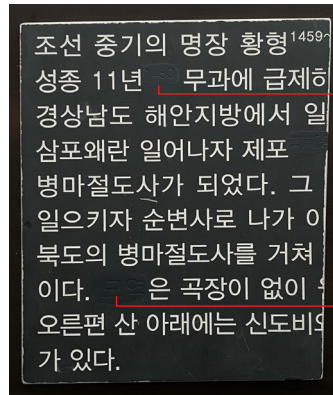 조선 중기의 명장 황형1459~
성종 11년 무과에 급제하
경상남도 해안지방에서 일
삼포왜란 일어나자 제포
병마절도사가 되었다. 그
일으키자 순변사로 나가 이
북도의 병마절도사를 거쳐
이다. 은 곡장이 없이
오른편 산 아래에는 신도비와
가 있다.